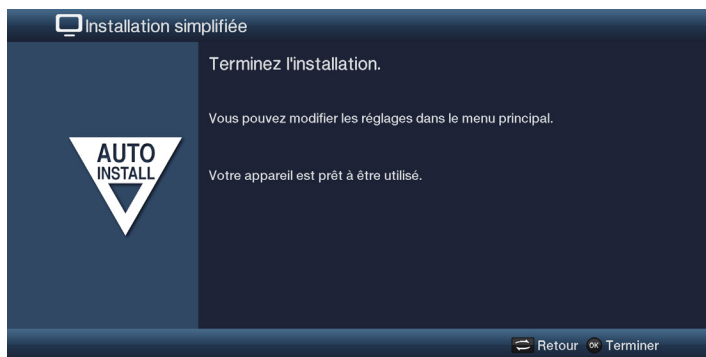 Installation simplifiée
Terminez l'installation.
Vous pouvez modifier les réglages dans le menu principal.
AUTO
INSTALL
Votre appareil est prêt à être utilisé.
Retour OK Terminer